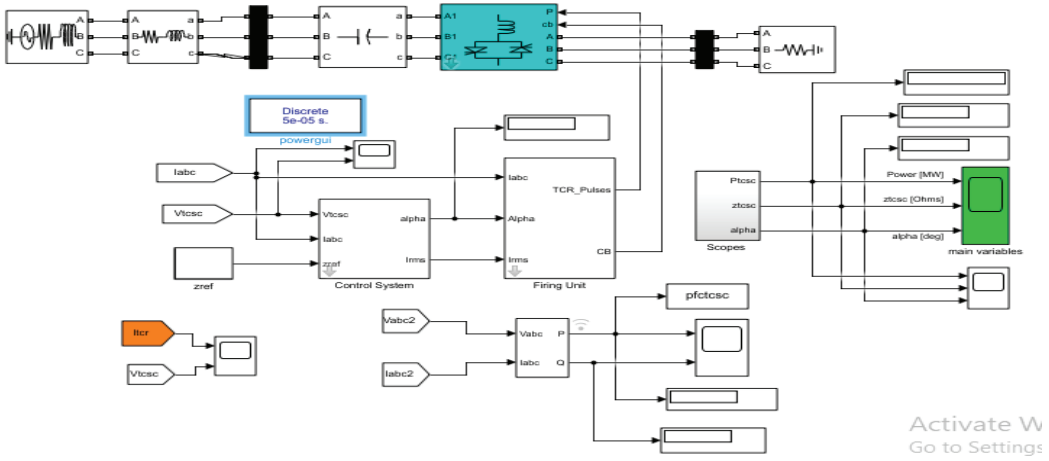 A A a A a A1 P
cb
B B b B b B1 A A
B B
C C c C c C C C
Discrete
5e-05 s.
powergui
Iabc
Vtcsc
zref
Vtcsc alpha
Iabc
zref Irms
Control System
Iabc
TCR_Pulses
Alpha
CB
Irms
Firing Unit
Ptcsc
ztcsc
alpha
Scopes
Power [MW]
ztcsc [Ohms]
alpha [deg]
main variables
pfctcsc
Itcr
Vtcsc
Vabc2
Iabc2
Vabc P
Iabc Q
Activate W
Go to Settings